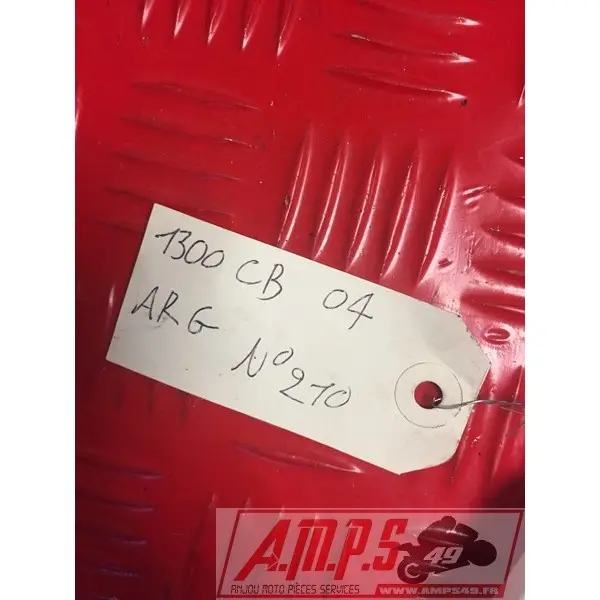 1300 CB 04
ARG N° 270
A.M.P.S 49
ANJOU MOTO PIÈCES SERVICES
WWW.AMPS49.FR